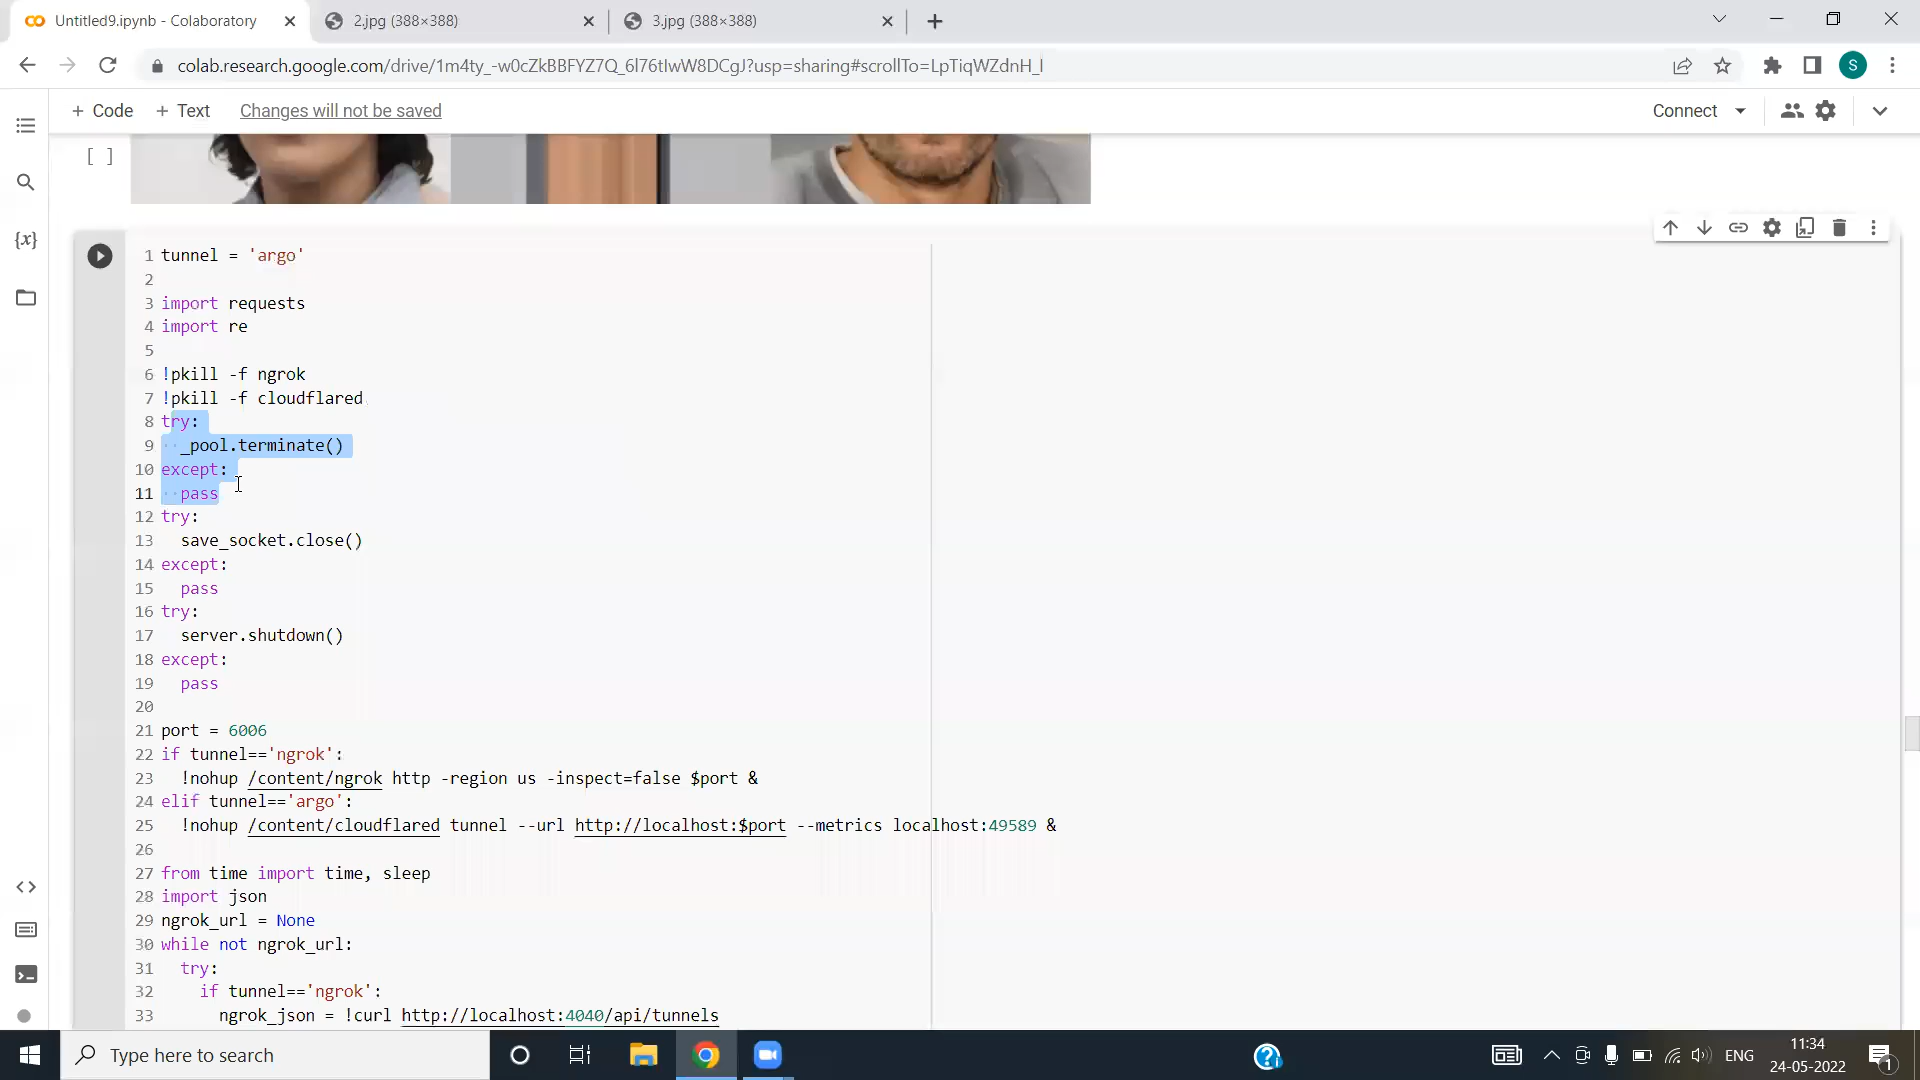 Untitled9.ipynb - Colaboratory
2.jpg (388×388)
3.jpg (388×388)
colab.research.google.com/drive/1m4ty_-w0cZkBBFYZ7Q_6l76tIwW8DCgJ?usp=sharing#scrollTo=LpTiqWZdnH_l
S
+ Code + Text Changes will not be saved
Connect
[ ]
{x}
1 tunnel = 'argo'
2
3 import requests
4 import re
5
6 !pkill -f ngrok
7 !pkill -f cloudflared
8 try:
9 _pool.terminate()
10 except:
11 pass
12 try:
13 save_socket.close()
14 except:
15 pass
16 try:
17 server.shutdown()
18 except:
19 pass
20
21 port = 6006
22 if tunnel=='ngrok':
23 !nohup /content/ngrok http -region us -inspect=false $port &
24 elif tunnel=='argo':
25 !nohup /content/cloudflared tunnel --url http://localhost:$port --metrics localhost:49589 &
26
27 from time import time, sleep
28 import json
29 ngrok_url = None
30 while not ngrok_url:
31 try:
32 if tunnel=='ngrok':
33 ngrok_json = !curl http://localhost:4040/api/tunnels
Type here to search
ENG
11:34
24-05-2022
1